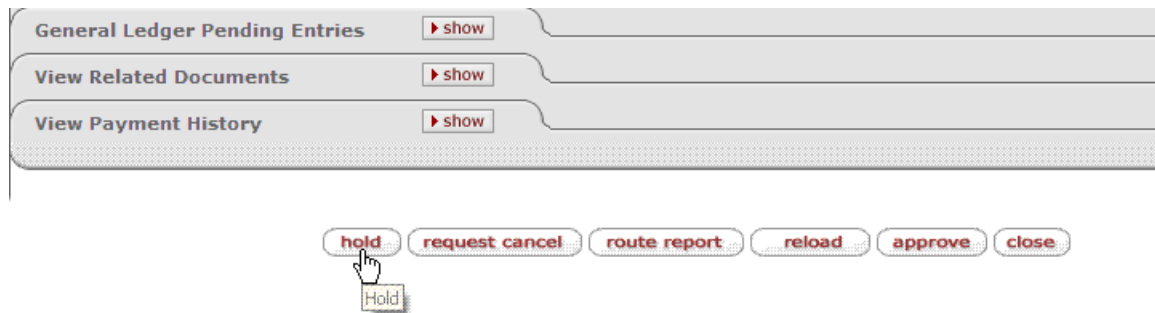 General Ledger Pending Entries show
View Related Documents show
View Payment History show
hold request cancel route report reload approve close
Hold